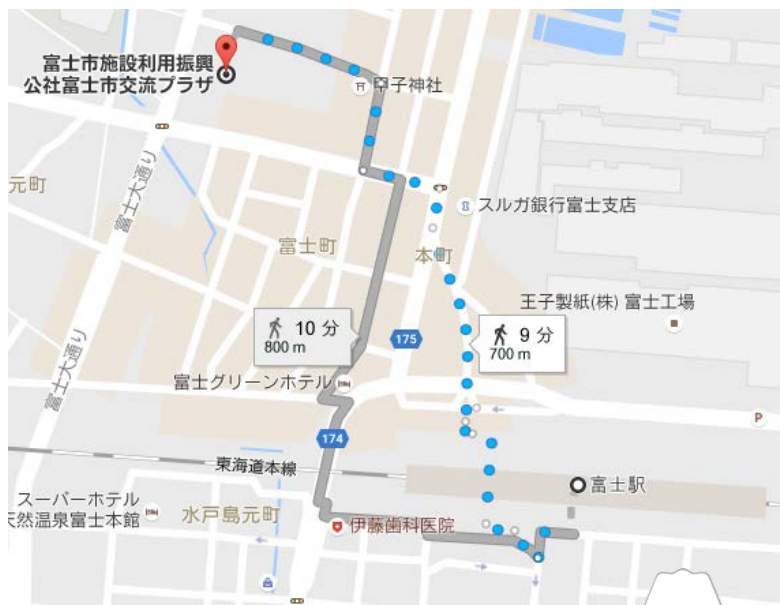 富士市施設利用振興
公社富士市交流プラザ
甲子神社
元町
富士大通り
スルガ銀行富士支店
富士町
本町
王子製紙(株) 富士工場
10 分
800 m
175
9 分
700 m
富士グリーンホテル
P
174
東海道本線
富士大通り
富士駅
スーパーホテル
天然温泉富士本館
水戸島元町
伊藤歯科医院